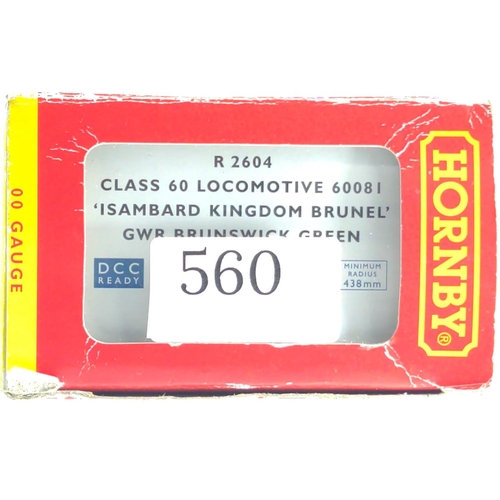 00 GAUGE
R 2604
CLASS 60 LOCOMOTIVE 60081
'ISAMBARD KINGDOM BRUNEL'
GWR BRUNSWICK GREEN
DCC
READY
560
MINIMUM
RADIUS
438mm
HORNBY®